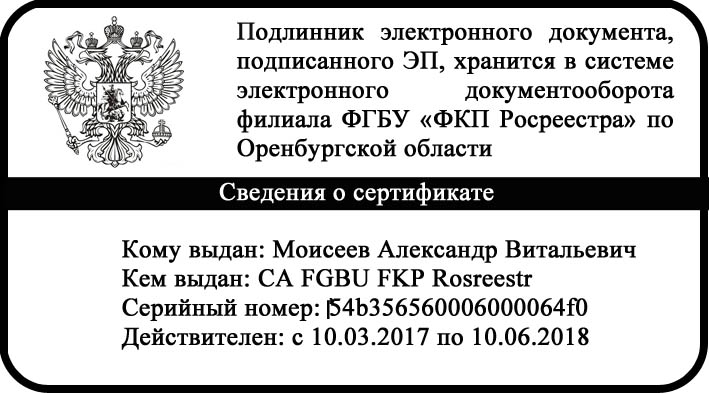 Подлинник электронного документа,
подписанного ЭП, хранится в системе
электронного документооборота
филиала ФГБУ «ФКП Росреестра» по
Оренбургской области
Сведения о сертификате
Кому выдан: Моисеев Александр Витальевич
Кем выдан: CA FGBU FKP Rosreestr
Серийный номер: 54b356560006000064f0
Действителен: с 10.03.2017 по 10.06.2018